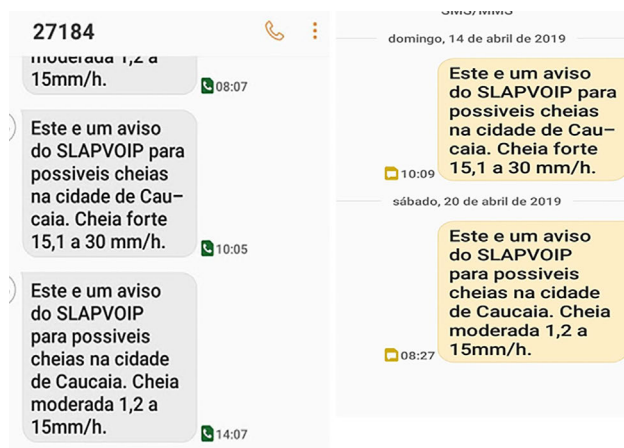 27184
moderada 1,2 a
15mm/h.
08:07
Este e um aviso
do SLAPVOIP para
possiveis cheias
na cidade de Cau–
caia. Cheia forte
15,1 a 30 mm/h.
10:05
Este e um aviso
do SLAPVOIP
para possiveis
cheias na cidade
de Caucaia. Cheia
moderada 1,2 a
15mm/h.
14:07
SMS/MMS
domingo, 14 de abril de 2019
Este e um aviso
do SLAPVOIP para
possiveis cheias
na cidade de Cau–
caia. Cheia forte
15,1 a 30 mm/h.
10:09
sábado, 20 de abril de 2019
Este e um aviso
do SLAPVOIP
para possiveis
cheias na cidade
de Caucaia. Cheia
moderada 1,2 a
15mm/h.
08:27